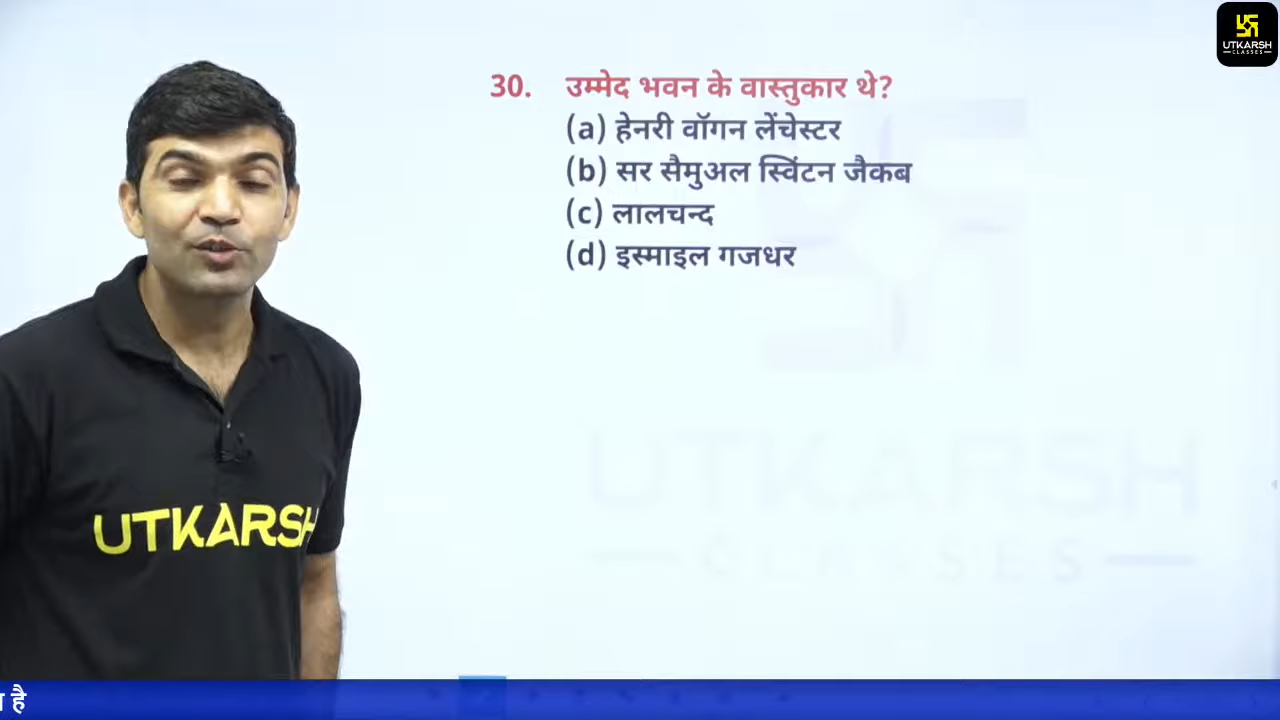 UTKARSH
CLASSES
30. उम्मेद भवन के वास्तुकार थे?
(a) हेनरी वॉगन लेंचेस्टर
(b) सर सैमुअल स्विंटन जैकब
(c) लालचन्द
(d) इस्माइल गजधर
UTKARSH
CLASSES
UTKARSH
है